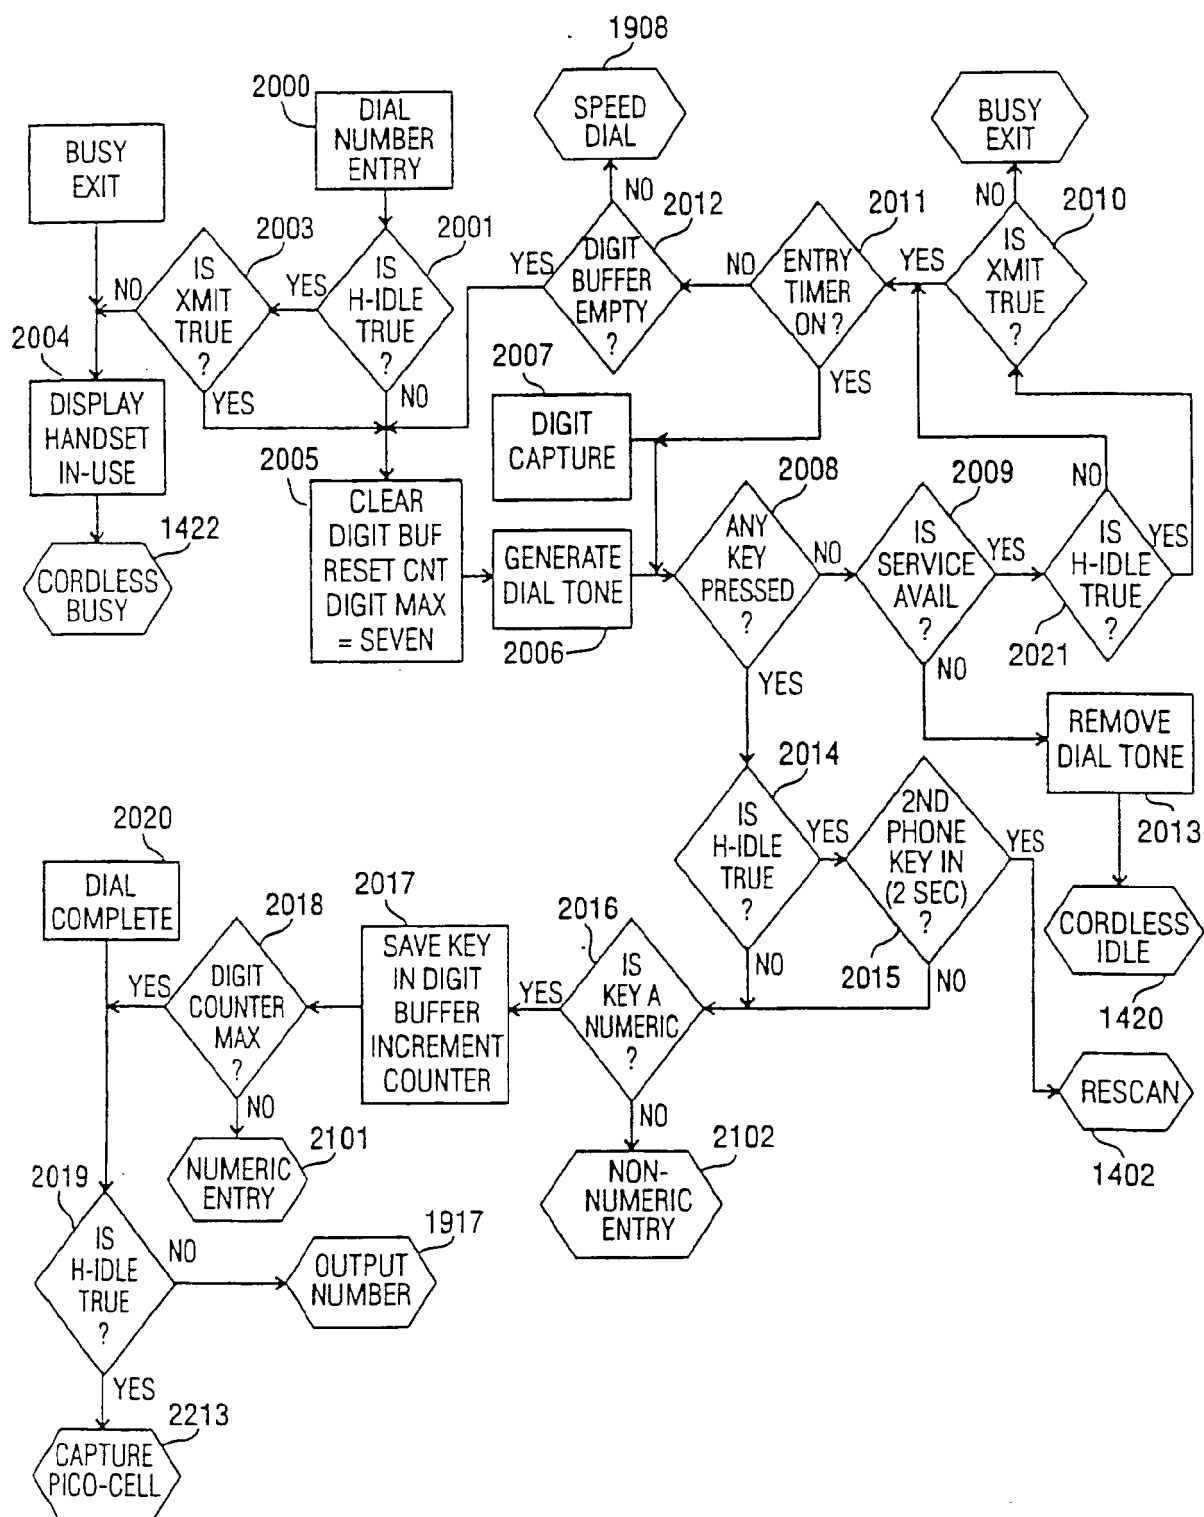 1908
2000
DIAL
NUMBER
ENTRY
SPEED
DIAL
BUSY
EXIT
BUSY
EXIT
NO
NO
2003
2001
2012
2011
2010
IS
XMIT
TRUE
?
NO
YES
IS
H-IDLE
TRUE
?
YES
DIGIT
BUFFER
EMPTY
?
NO
ENTRY
TIMER
ON ?
YES
IS
XMIT
TRUE
?
2004
YES
NO
2007
YES
DISPLAY
HANDSET
IN-USE
DIGIT
CAPTURE
2005
2008
2009
NO
1422
CORDLESS
BUSY
CLEAR
DIGIT BUF
RESET CNT
DIGIT MAX
= SEVEN
GENERATE
DIAL TONE
2006
ANY
KEY
PRESSED
?
NO
IS
SERVICE
AVAIL
?
YES
IS
H-IDLE
TRUE
?
YES
2021
YES
NO
REMOVE
DIAL TONE
2013
2014
IS
H-IDLE
TRUE
?
YES
2ND
PHONE
KEY IN
(2 SEC)
?
YES
2015
NO
NO
CORDLESS
IDLE
1420
2020
DIAL
COMPLETE
2018
2017
2016
YES
DIGIT
COUNTER
MAX
?
SAVE KEY
IN DIGIT
BUFFER
INCREMENT
COUNTER
YES
IS
KEY A
NUMERIC
?
RESCAN
1402
NO
NO
2101
2102
NUMERIC
ENTRY
NON-
NUMERIC
ENTRY
2019
IS
H-IDLE
TRUE
?
NO
1917
OUTPUT
NUMBER
YES
2213
CAPTURE
PICO-CELL